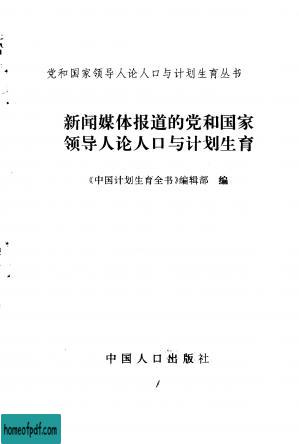 党和国家领导人论人口与计划生育丛书
新闻媒体报道的党和国家
领导人论人口与计划生育
《中国计划生育全书》编辑部 编
中国人口出版社
homeofpdf.com